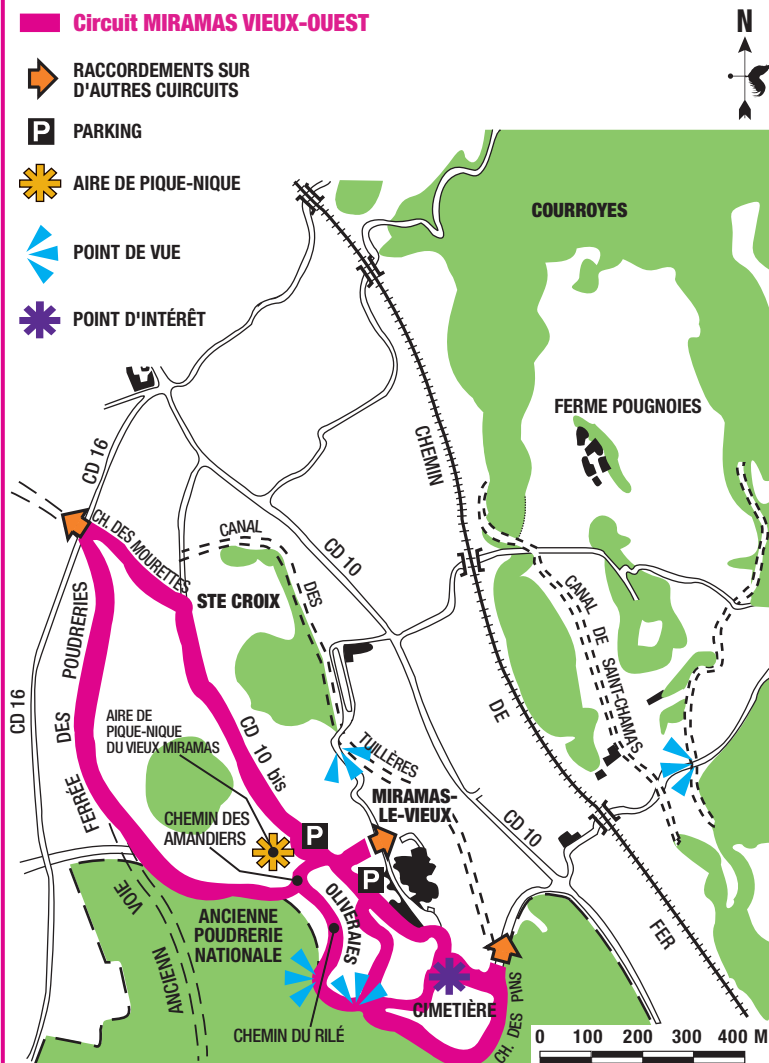 Circuit MIRAMAS VIEUX-OUEST
N
RACCORDEMENTS SUR
D'AUTRES CUIRCUITS
P
PARKING
AIRE DE PIQUE-NIQUE
POINT DE VUE
POINT D'INTÉRÊT
COURROYES
FERME POUGNOIES
CD 16
CHEMIN
DE
FER
CH. DES MOURETTES
CANAL
DES
TUILLÈRES
CD 10
STE CROIX
CANAL
DE
SAINT-CHAMAS
POUDRERIES
DES
FERRÉE
VOIE
ANCIENN
CD 16
AIRE DE
PIQUE-NIQUE
DU VIEUX MIRAMAS
CD 10 bis
MIRAMAS-
LE-VIEUX
CD 10
CHEMIN DES
AMANDIERS
P
P
OLIVERAIES
ANCIENNE
POUDRERIE
NATIONALE
CIMETIÈRE
CH. DES PINS
CHEMIN DU RILÉ
0 100 200 300 400 M